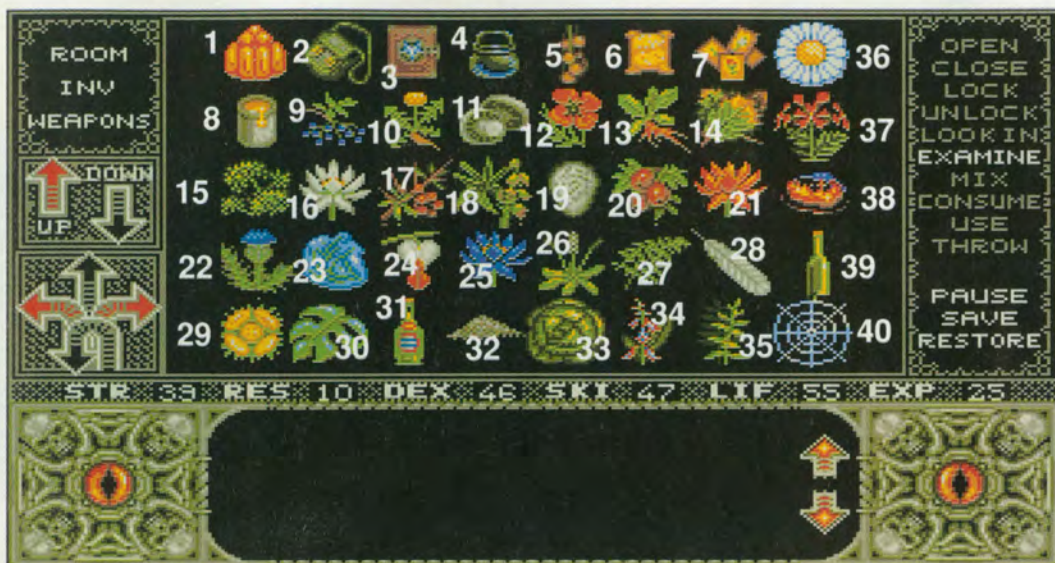 ROOM
INV
WEAPONS
UP
DOWN
1
2
3
4
5
6
7
36
8
9
10
11
12
13
14
37
15
16
17
18
19
20
21
38
22
23
24
25
26
27
28
39
29
30
31
32
33
34
35
40
OPEN
CLOSE
LOCK
UNLOCK
LOOK IN
EXAMINE
MIX
CONSUME
USE
THROW
PAUSE
SAVE
RESTORE
STR 39 RES 10 DEX 46 SKI 47 LIF 55 EXP 25